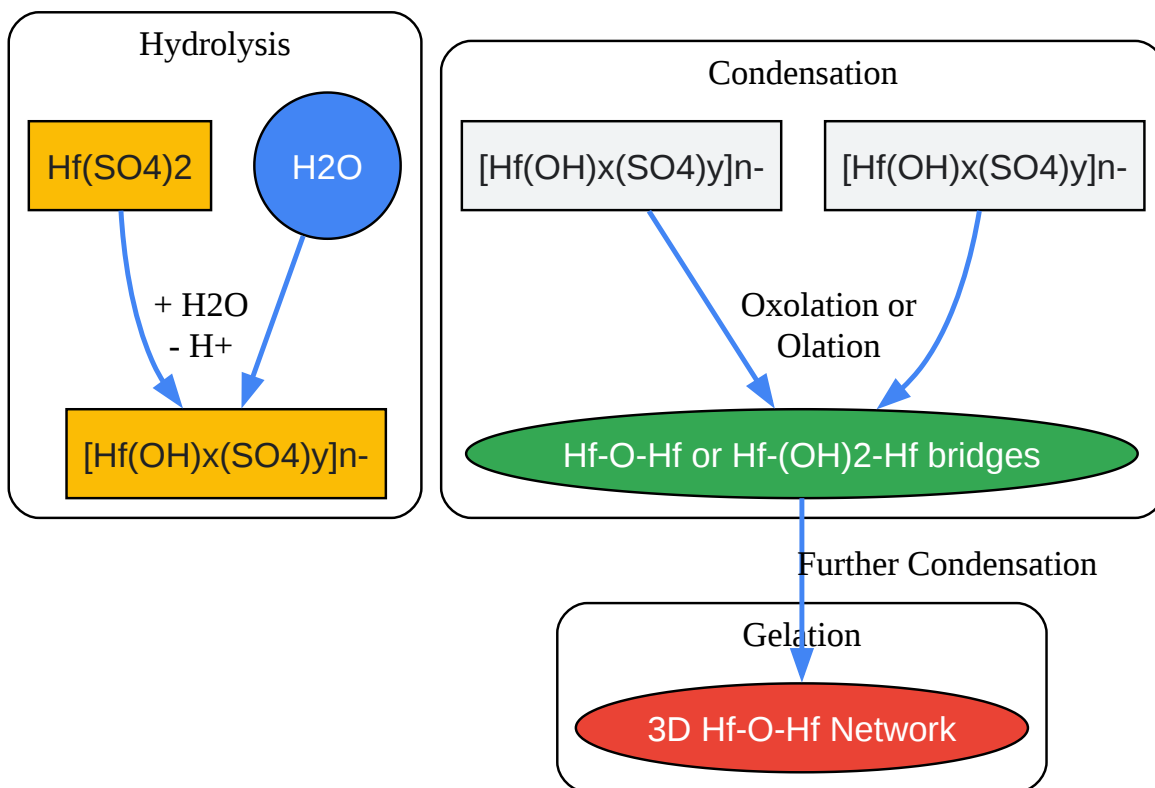 Hydrolysis
Hf(SO4)2
H2O
+ H2O
- H+
[Hf(OH)x(SO4)y]n-
Condensation
[Hf(OH)x(SO4)y]n-
[Hf(OH)x(SO4)y]n-
Oxolation or
Olation
Hf-O-Hf or Hf-(OH)2-Hf bridges
Further Condensation
Gelation
3D Hf-O-Hf Network